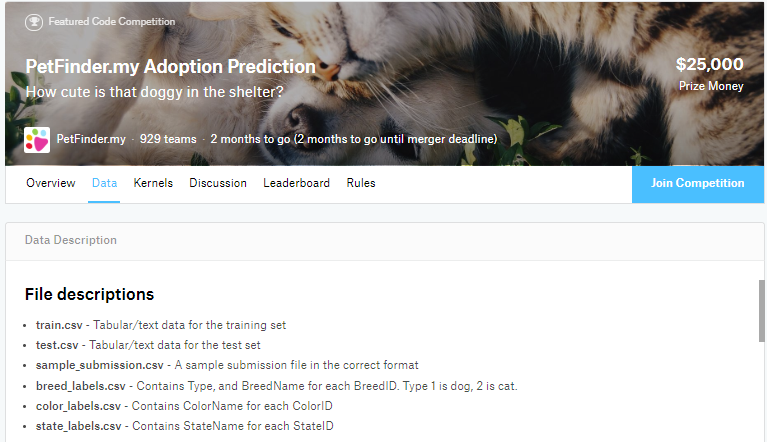 Featured Code Competition
PetFinder.my Adoption Prediction
$25,000
How cute is that doggy in the shelter?
Prize Money
PetFinder.my · 929 teams · 2 months to go (2 months to go until merger deadline)
Overview Data Kernels Discussion Leaderboard Rules Join Competition
Data Description
File descriptions
• train.csv - Tabular/text data for the training set
• test.csv - Tabular/text data for the test set
• sample_submission.csv - A sample submission file in the correct format
• breed_labels.csv - Contains Type, and BreedName for each BreedID. Type 1 is dog, 2 is cat.
• color_labels.csv - Contains ColorName for each ColorID
• state_labels.csv - Contains StateName for each StateID